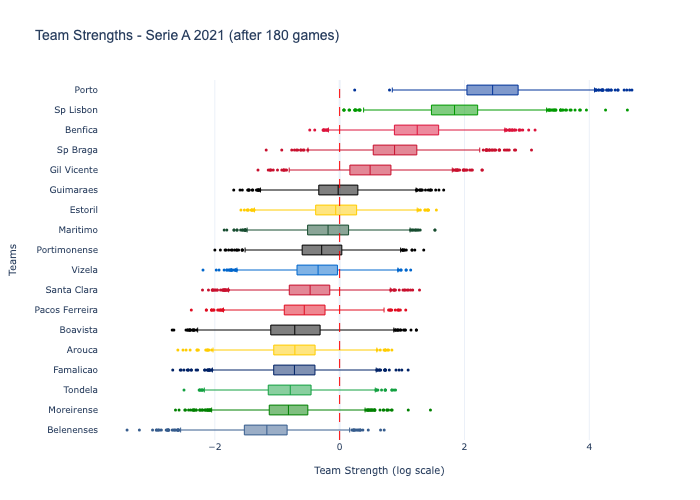 Team Strengths - Serie A 2021 (after 180 games)
Porto
Sp Lisbon
Benfica
Sp Braga
Gil Vicente
Guimaraes
Estoril
Maritimo
Portimonense
Vizela
Santa Clara
Pacos Ferreira
Boavista
Arouca
Famalicao
Tondela
Moreirense
Belenenses
Teams
−2 0 2 4
Team Strength (log scale)